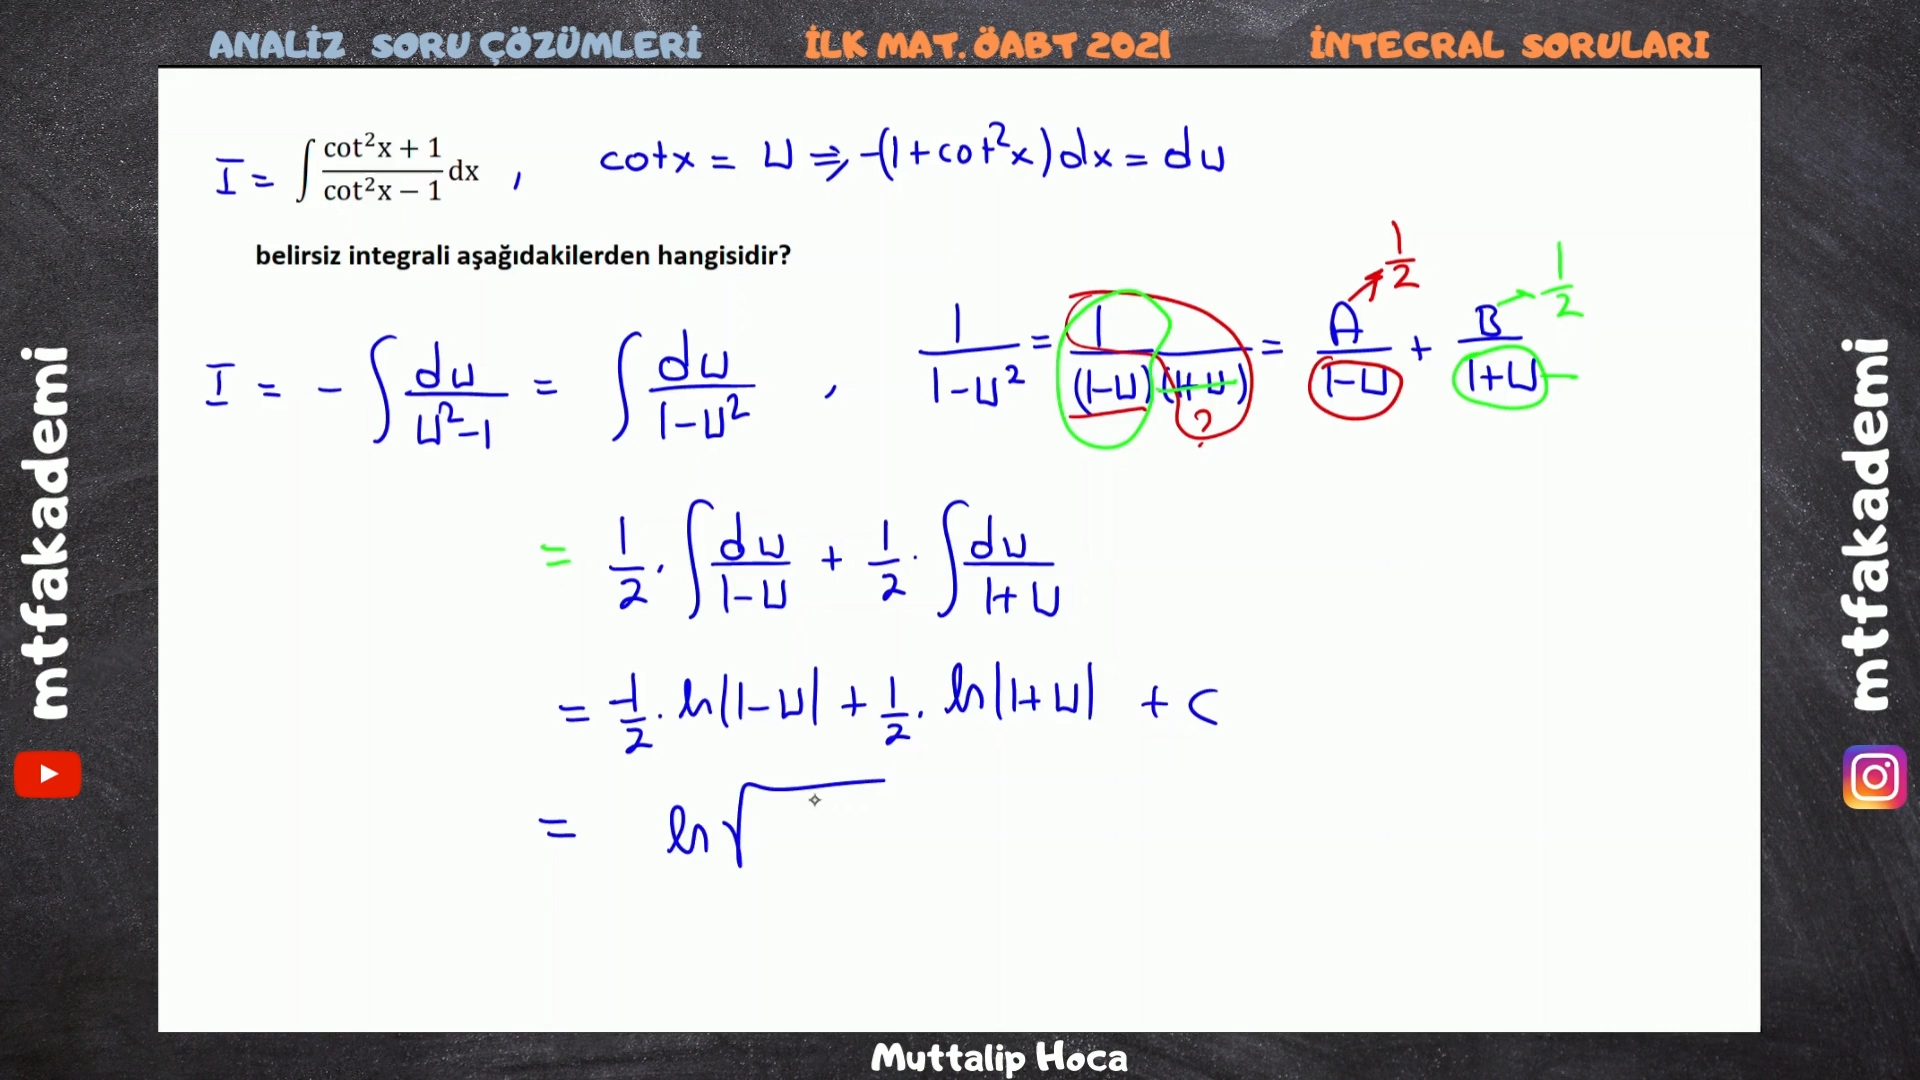 ANALİZ SORU ÇÖZÜMLERİ İLK MAT. ÖABT 2021 İNTEGRAL SORULARI
I = ∫ (cot²x + 1)/(cot²x − 1) dx , cotx = u ⇒ -(1+cot²x)dx = du
belirsiz integrali aşağıdakilerden hangisidir?
I = - ∫ du/(u²-1) = ∫ du/(1-u²) , 1/(1-u²) = 1/((1-u)(1+u)) = A/(1-u) + B/(1+u)
1/2
1/2
?
= 1/2 . ∫ du/(1-u) + 1/2 . ∫ du/(1+u)
= -1/2 . ln|1-u| + 1/2 . ln|1+u| + c
= ln√
mtfakademi
mtfakademi
Muttalip Hoca